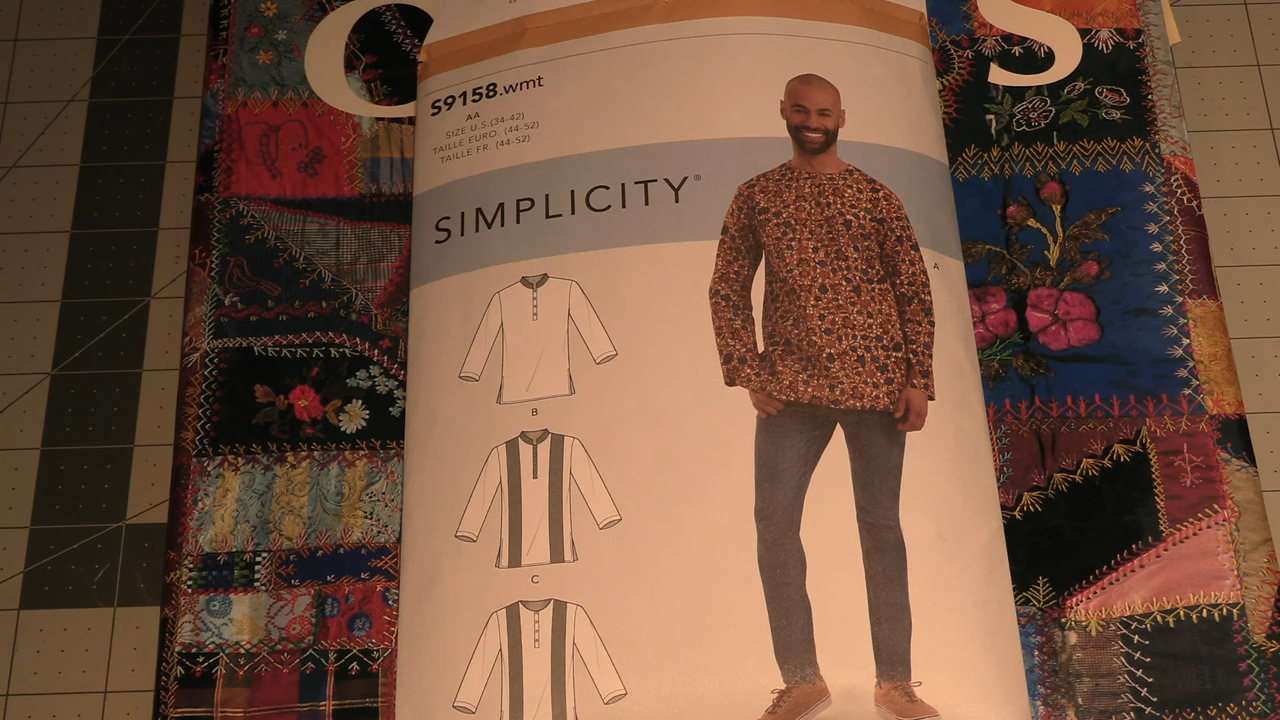 C S
S9158.wmt
AA
SIZE U.S.(34-42)
TAILLE EURO. (44-52)
TAILLE FR. (44-52)
SIMPLICITY®
A
B
C